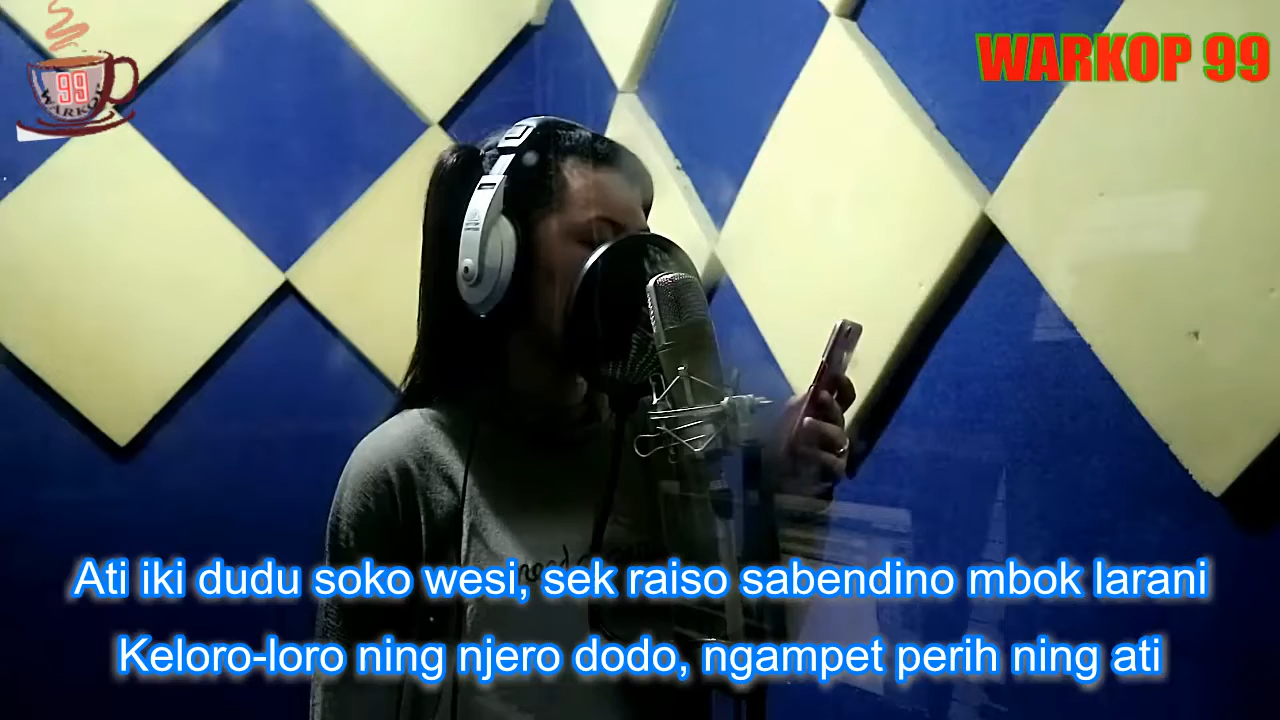 99
WARKOP
WARKOP 99
Ati iki dudu soko wesi, sek raiso sabendino mbok larani
Keloro-loro ning njero dodo, ngampet perih ning ati